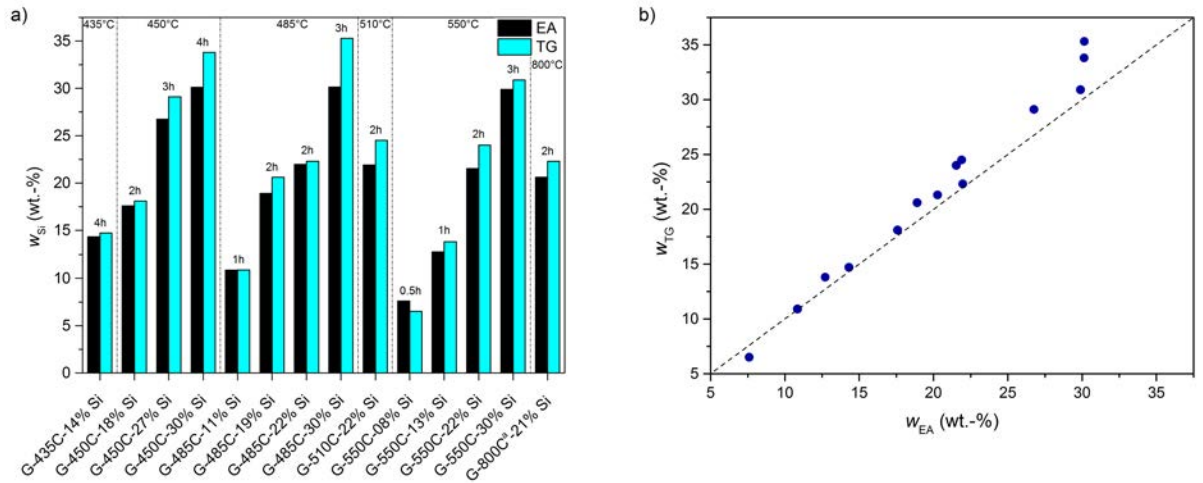 a)
435°C
450°C
485°C
510°C
550°C
800°C
EA
TG
35
30
25
20
15
10
5
0
w_Si (wt.-%)
4h
2h
3h
4h
1h
2h
2h
3h
2h
0.5h
1h
2h
3h
2h
G-435C-14% Si
G-450C-18% Si
G-450C-27% Si
G-450C-30% Si
G-485C-11% Si
G-485C-19% Si
G-485C-22% Si
G-485C-30% Si
G-510C-22% Si
G-550C-08% Si
G-550C-13% Si
G-550C-22% Si
G-550C-30% Si
G-800C*-21% Si
b)
35
30
25
20
15
10
5
w_TG (wt.-%)
5
10
15
20
25
30
35
w_EA (wt.-%)